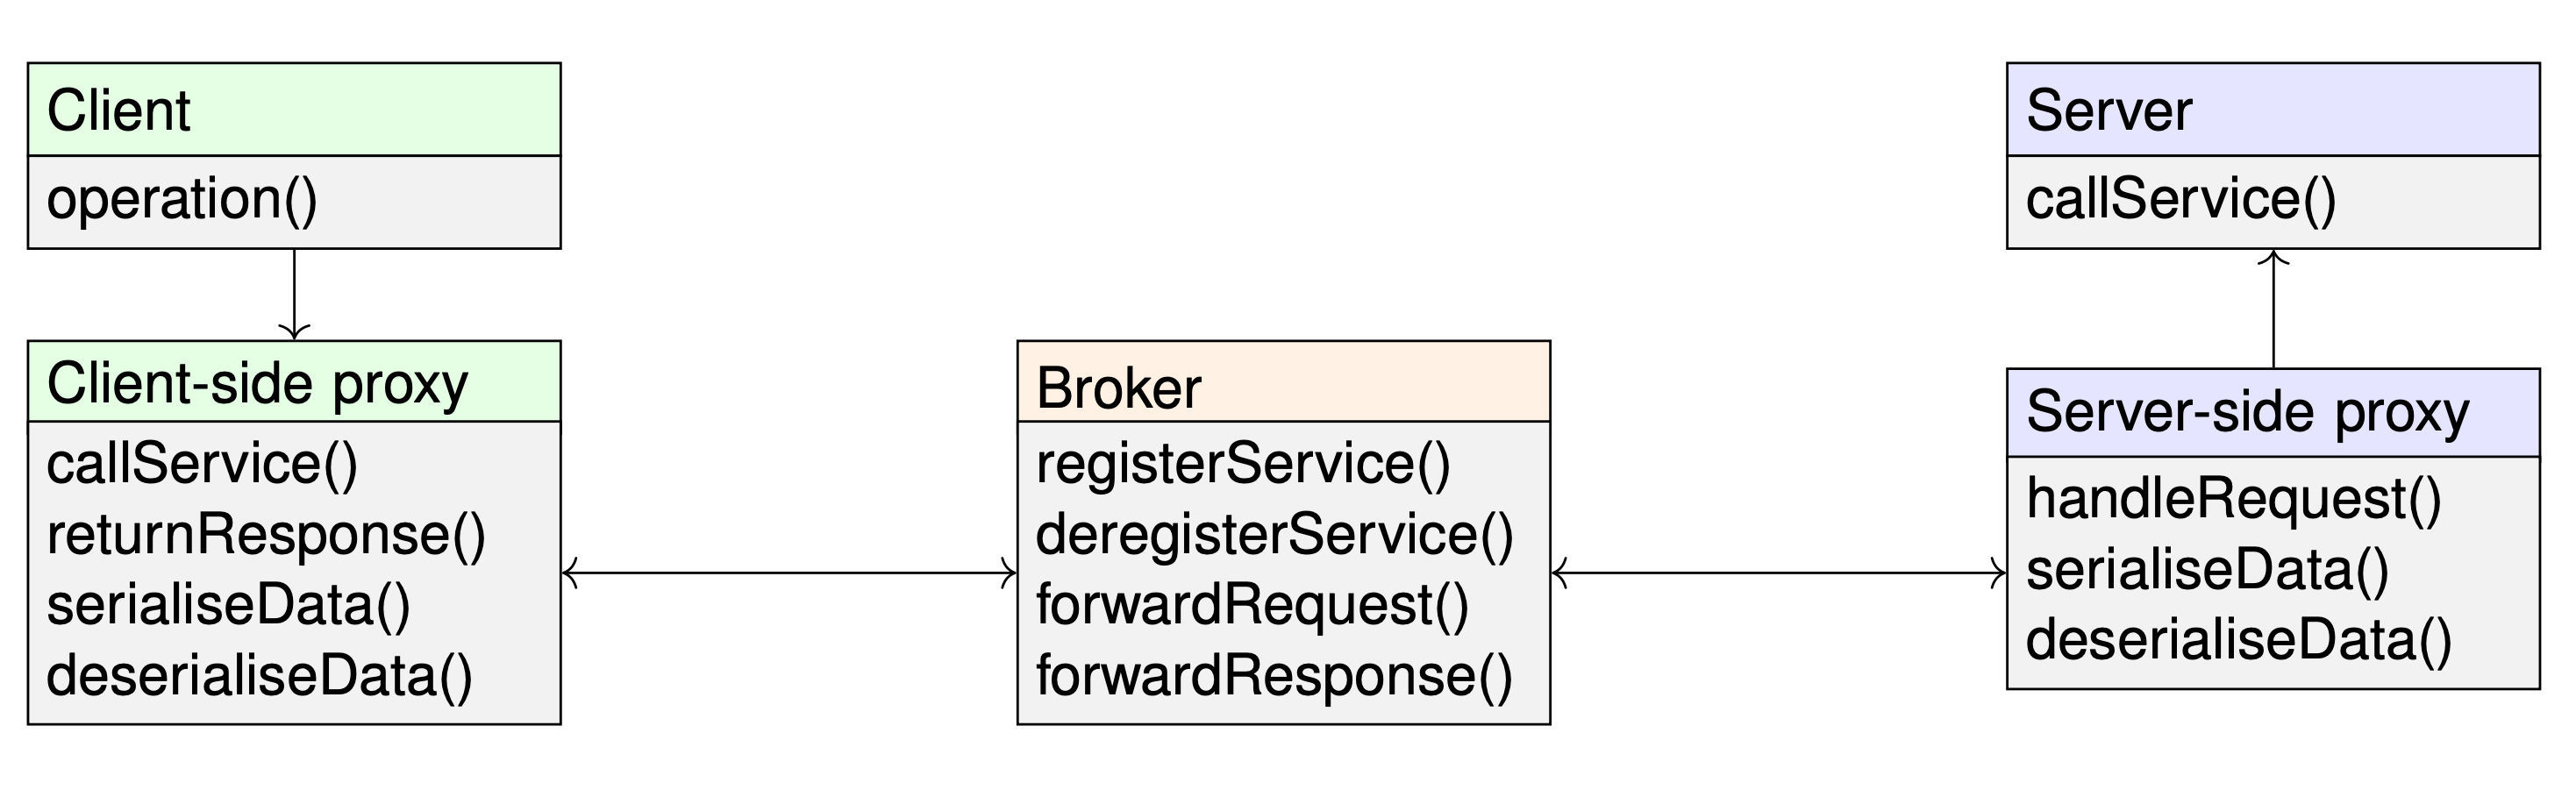 Client
operation()
Client-side proxy
callService()
returnResponse()
serialiseData()
deserialiseData()
Broker
registerService()
deregisterService()
forwardRequest()
forwardResponse()
Server
callService()
Server-side proxy
handleRequest()
serialiseData()
deserialiseData()